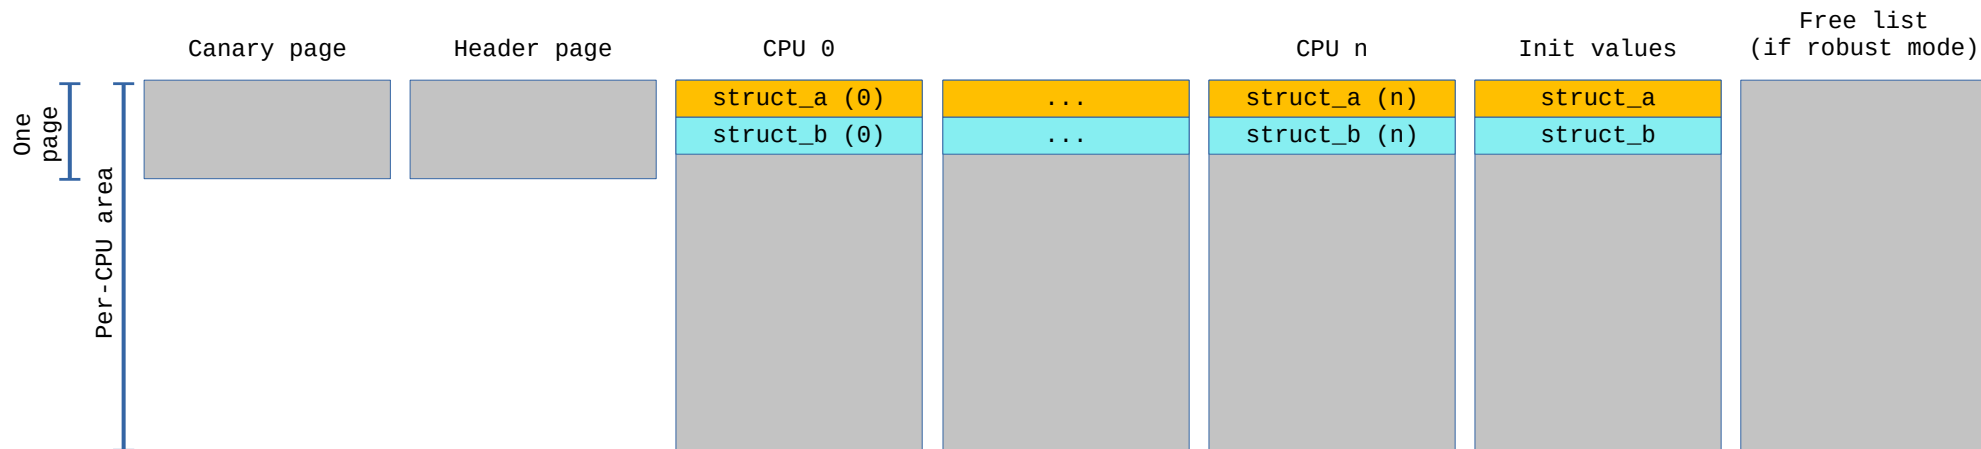 Free list
Canary page Header page CPU 0 CPU n Init values (if robust mode)
One
page
Per-CPU area
struct_a (0) ... struct_a (n) struct_a
struct_b (0) ... struct_b (n) struct_b